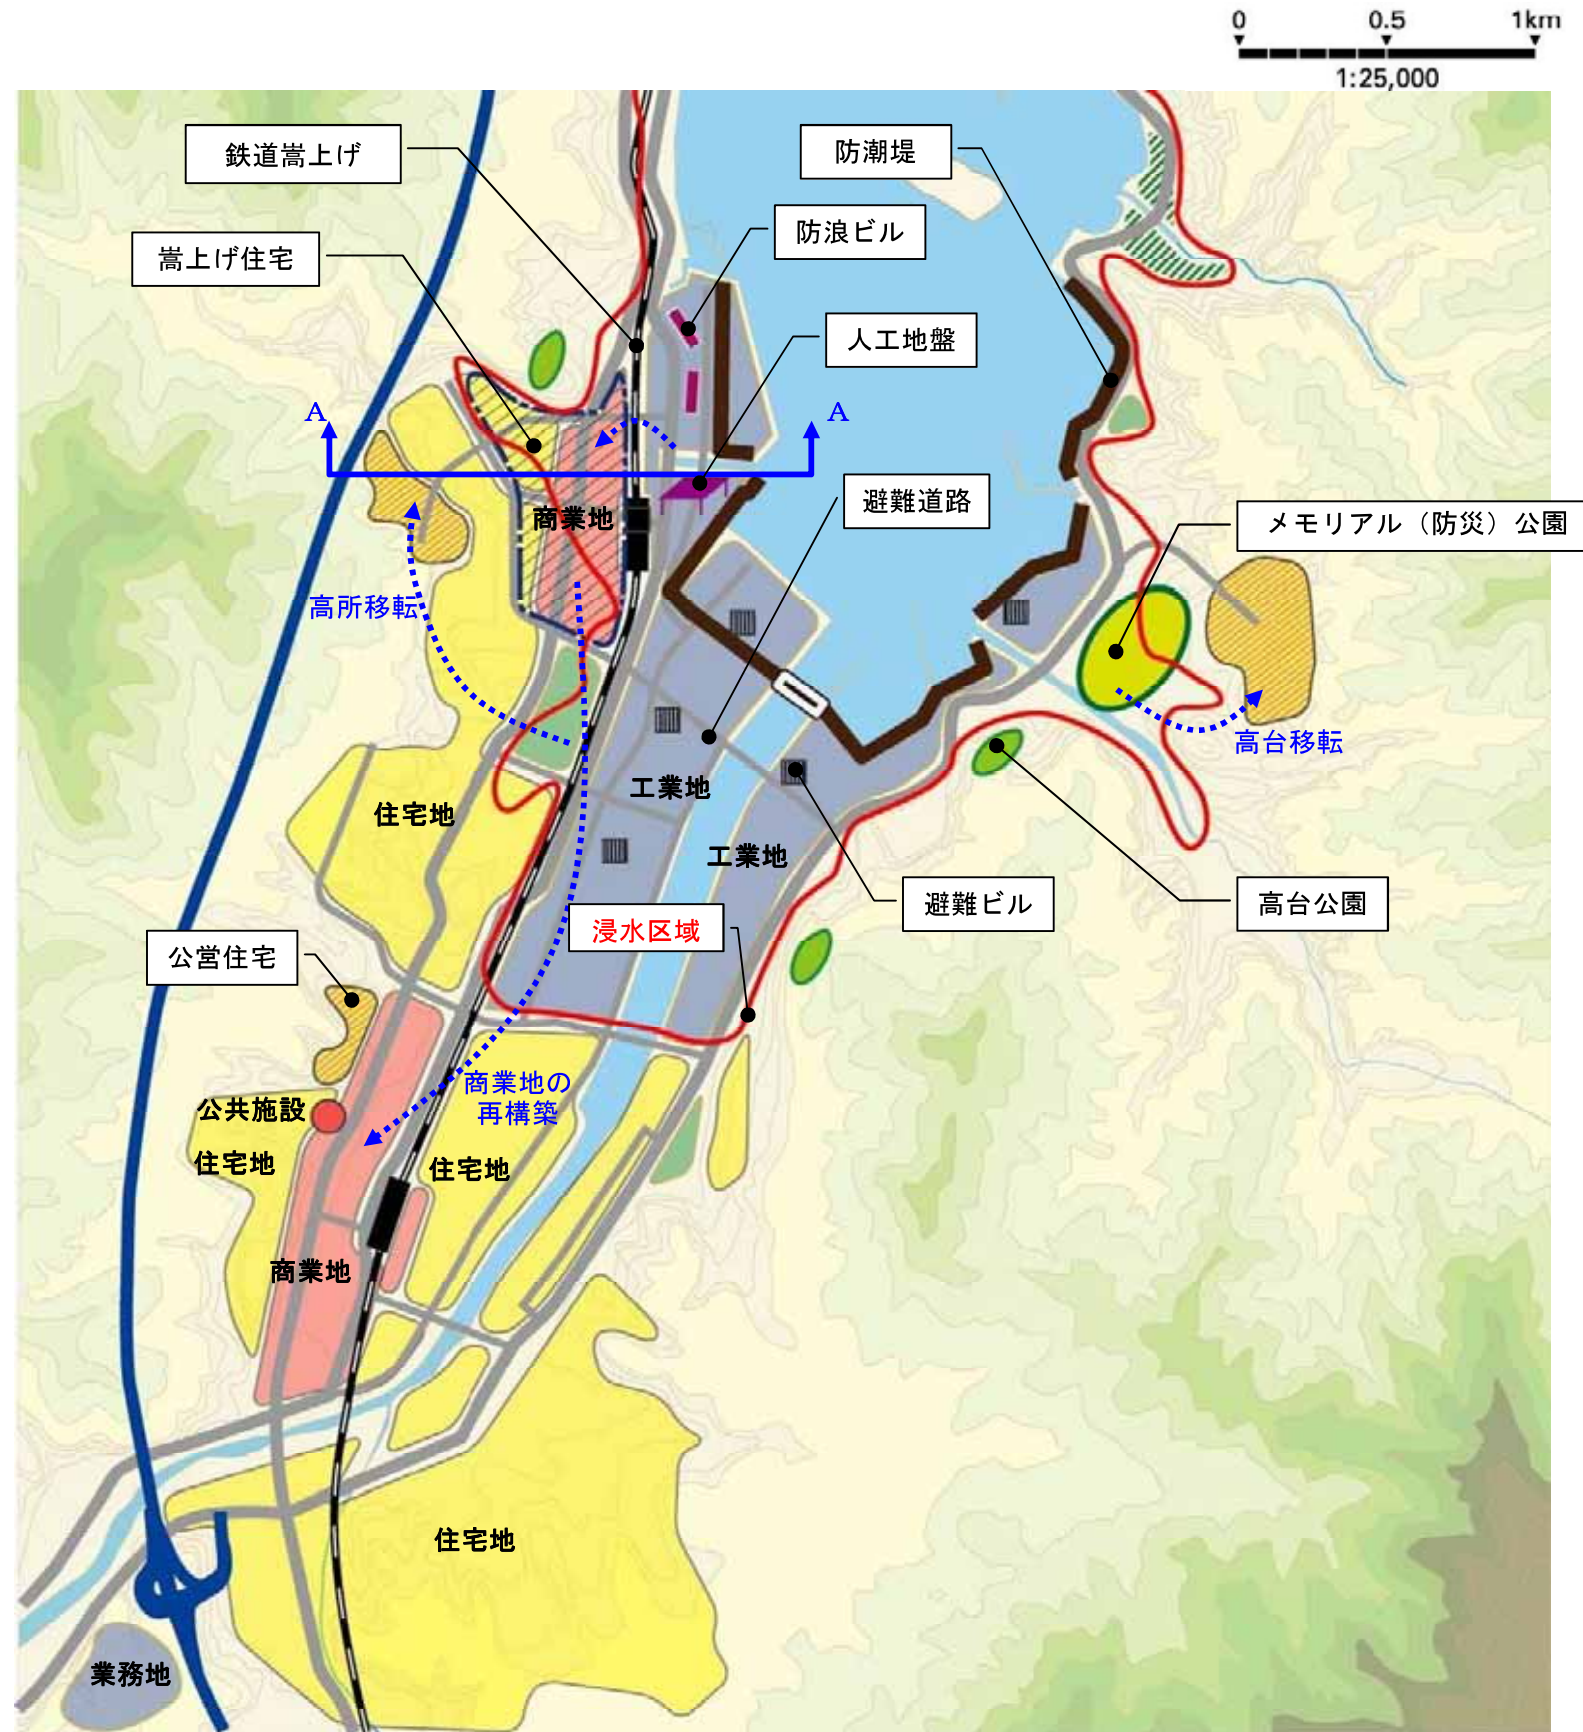 0 0.5 1km
1:25,000
鉄道嵩上げ
防潮堤
防浪ビル
嵩上げ住宅
人工地盤
A
A
避難道路
商業地
メモリアル（防災）公園
高所移転
高台移転
工業地
住宅地
工業地
避難ビル
高台公園
浸水区域
公営住宅
商業地の
再構築
公共施設
住宅地
住宅地
商業地
住宅地
業務地